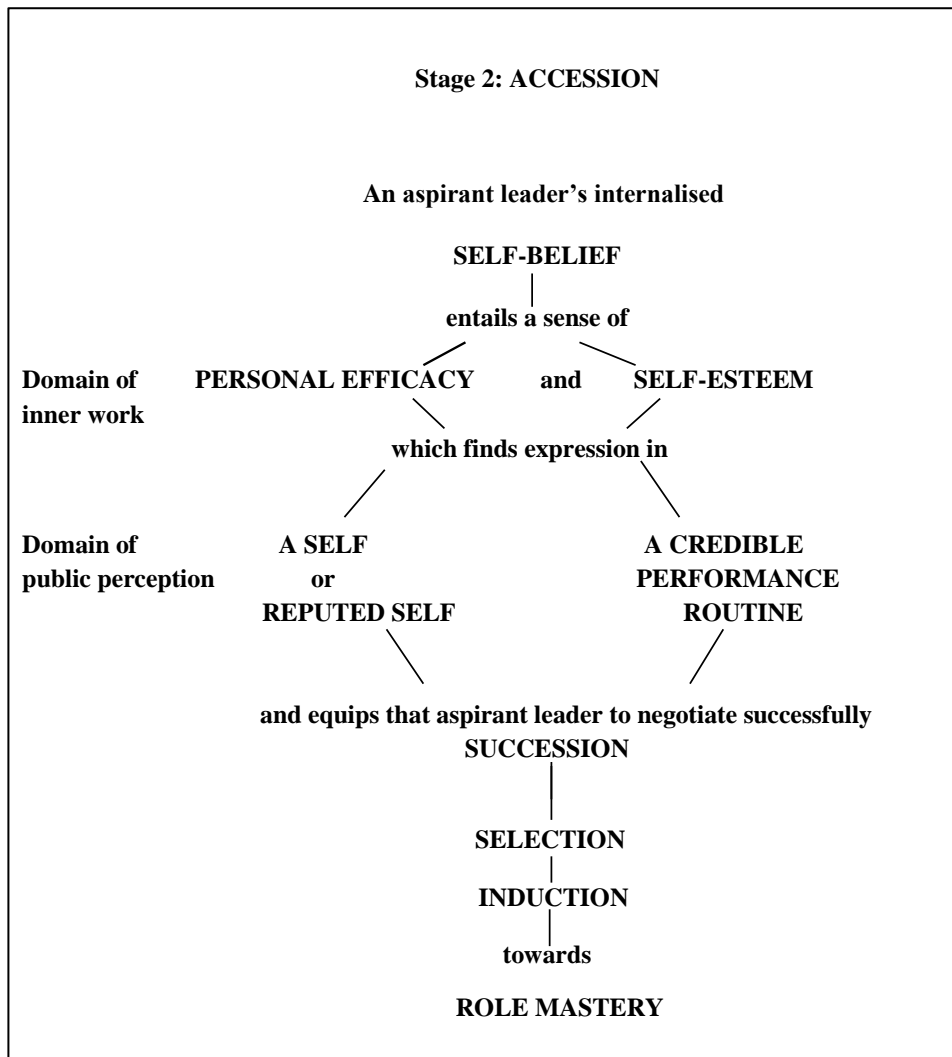 Stage 2: ACCESSION
An aspirant leader’s internalised
SELF-BELIEF
entails a sense of
Domain of PERSONAL EFFICACY and SELF-ESTEEM
inner work
which finds expression in
Domain of A SELF A CREDIBLE
public perception or PERFORMANCE
REPUTED SELF ROUTINE
and equips that aspirant leader to negotiate successfully
SUCCESSION
SELECTION
INDUCTION
towards
ROLE MASTERY